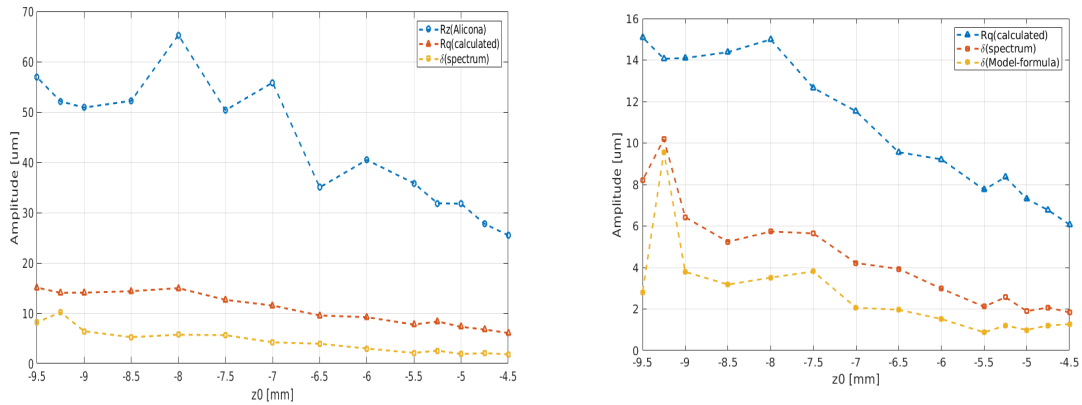 70
60
50
40
30
20
10
0
Amplitude [um]
Rz(Alicona)
Rq(calculated)
δ(spectrum)
-9.5 -9 -8.5 -8 -7.5 -7 -6.5 -6 -5.5 -5 -4.5
z0 [mm]
16
14
12
10
8
6
4
2
0
Amplitude [um]
Rq(calculated)
δ(spectrum)
δ(Model-formula)
-9.5 -9 -8.5 -8 -7.5 -7 -6.5 -6 -5.5 -5 -4.5
z0 [mm]